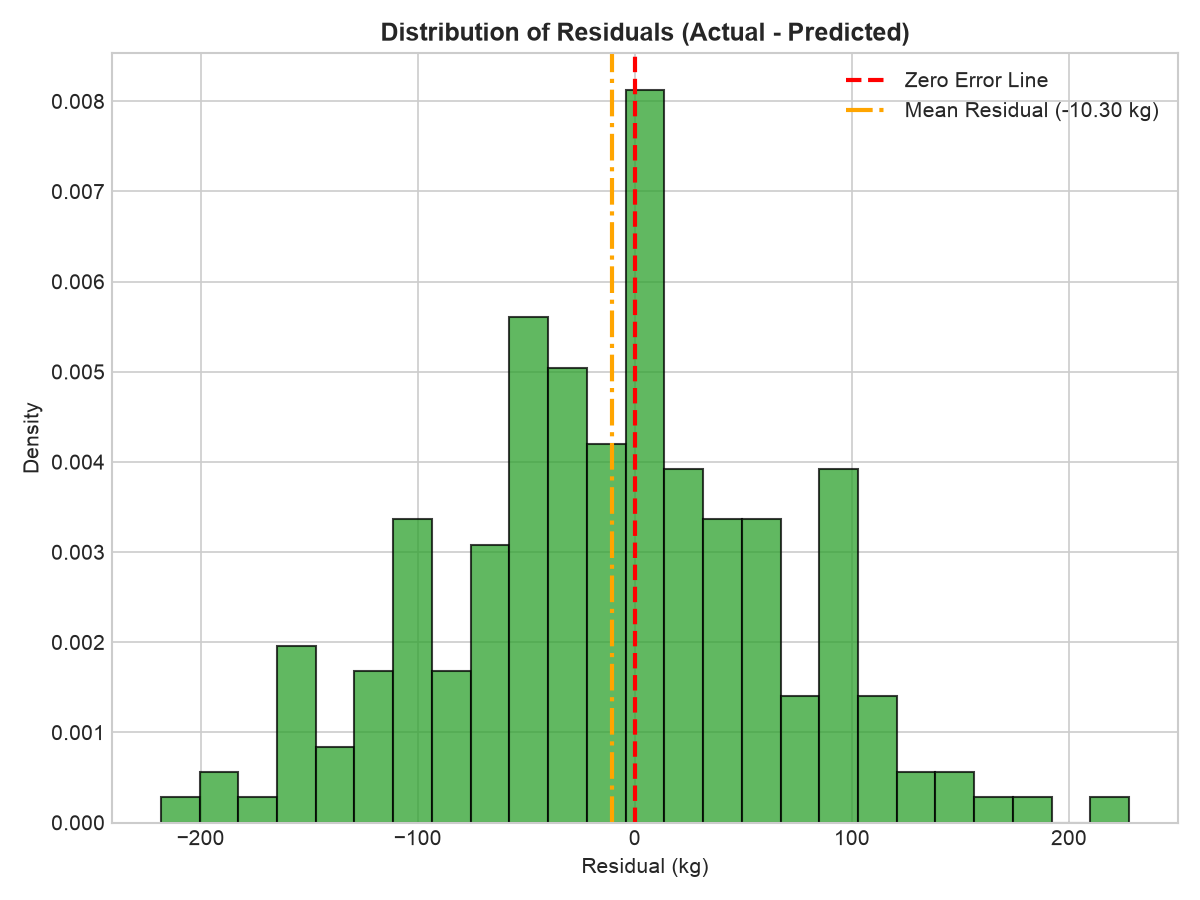 Distribution of Residuals (Actual - Predicted)
Zero Error Line
Mean Residual (-10.30 kg)
0.008
0.007
0.006
0.005
0.004
0.003
0.002
0.001
0.000
Density
−200
−100
0
100
200
Residual (kg)